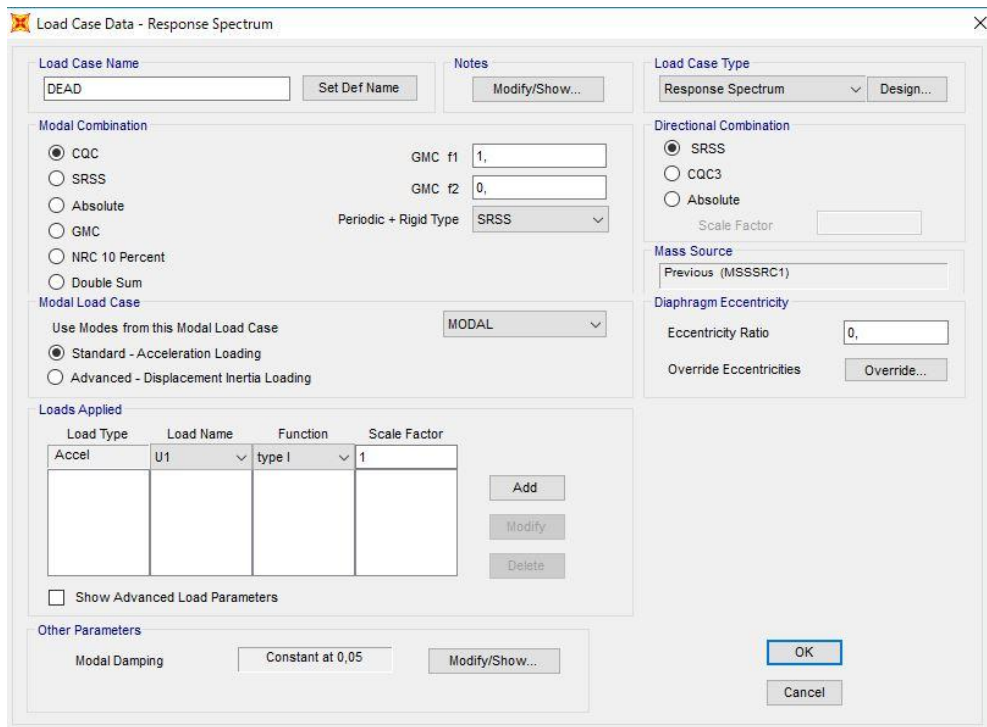 Load Case Data - Response Spectrum
Load Case Name
DEAD
Set Def Name
Notes
Modify/Show...
Load Case Type
Response Spectrum
Design...
Modal Combination
CQC
SRSS
Absolute
GMC
NRC 10 Percent
Double Sum
GMC f1
1,
GMC f2
0,
Periodic + Rigid Type
SRSS
Directional Combination
SRSS
CQC3
Absolute
Scale Factor
Mass Source
Previous (MSSSRC1)
Modal Load Case
Use Modes from this Modal Load Case
MODAL
Standard - Acceleration Loading
Advanced - Displacement Inertia Loading
Diaphragm Eccentricity
Eccentricity Ratio
0,
Override Eccentricities
Override...
Loads Applied
Load Type Load Name Function Scale Factor
Accel U1 type I 1
Add
Modify
Delete
Show Advanced Load Parameters
Other Parameters
Modal Damping
Constant at 0,05
Modify/Show...
OK
Cancel